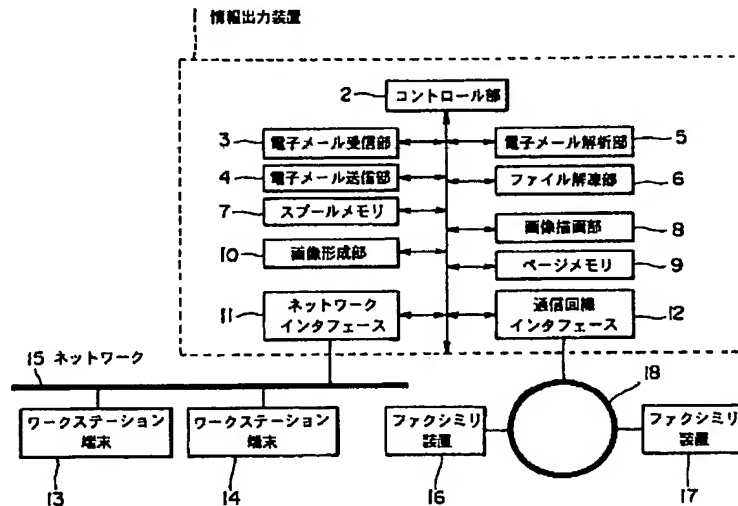 情報出力装置
2 コントロール部
3 電子メール受信部
電子メール解析部 5
4 電子メール送信部
ファイル解凍部 6
7 スプールメモリ
画像描画部 8
10 画像形成部
ページメモリ 9
11 ネットワーク
インタフェース
通信回線 12
インタフェース
15 ネットワーク
18
ワークステーション
端末
ワークステーション
端末
ファクシミリ
装置
ファクシミリ
装置
13
14
16
17